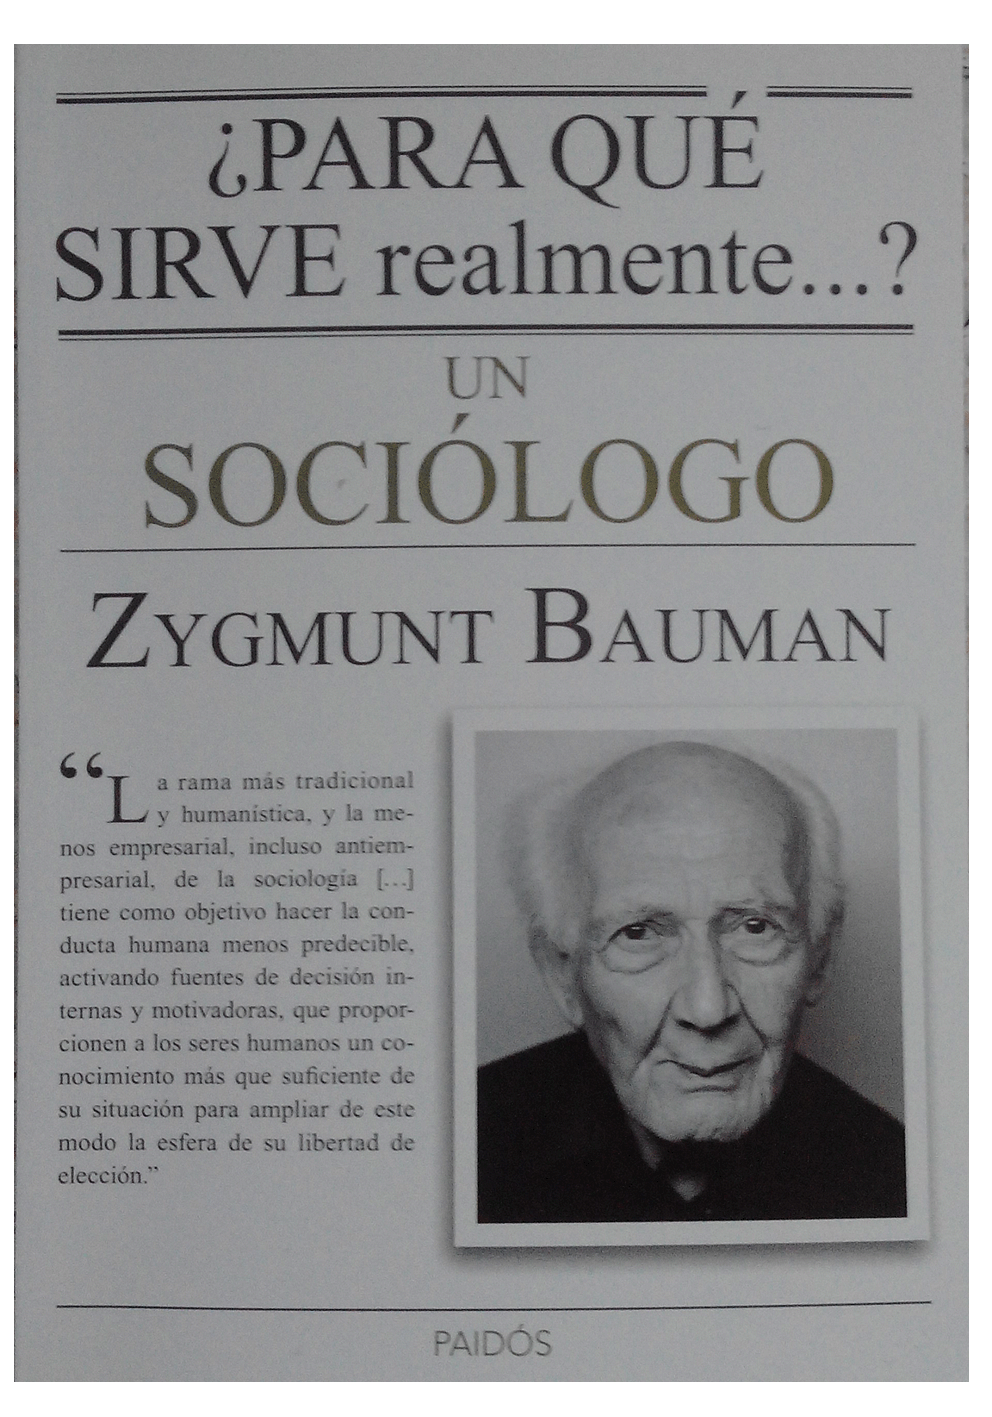 ¿PARA QUÉ
SIRVE realmente...?
UN
SOCIÓLOGO
ZYGMUNT BAUMAN
“La rama más tradicional
y humanística, y la me-
nos empresarial, incluso antiem-
presarial, de la sociología [...]
tiene como objetivo hacer la con-
ducta humana menos predecible,
activando fuentes de decisión in-
ternas y motivadoras, que propor-
cionen a los seres humanos un co-
nocimiento más que suficiente de
su situación para ampliar de este
modo la esfera de su libertad de
elección.”
PAIDÓS